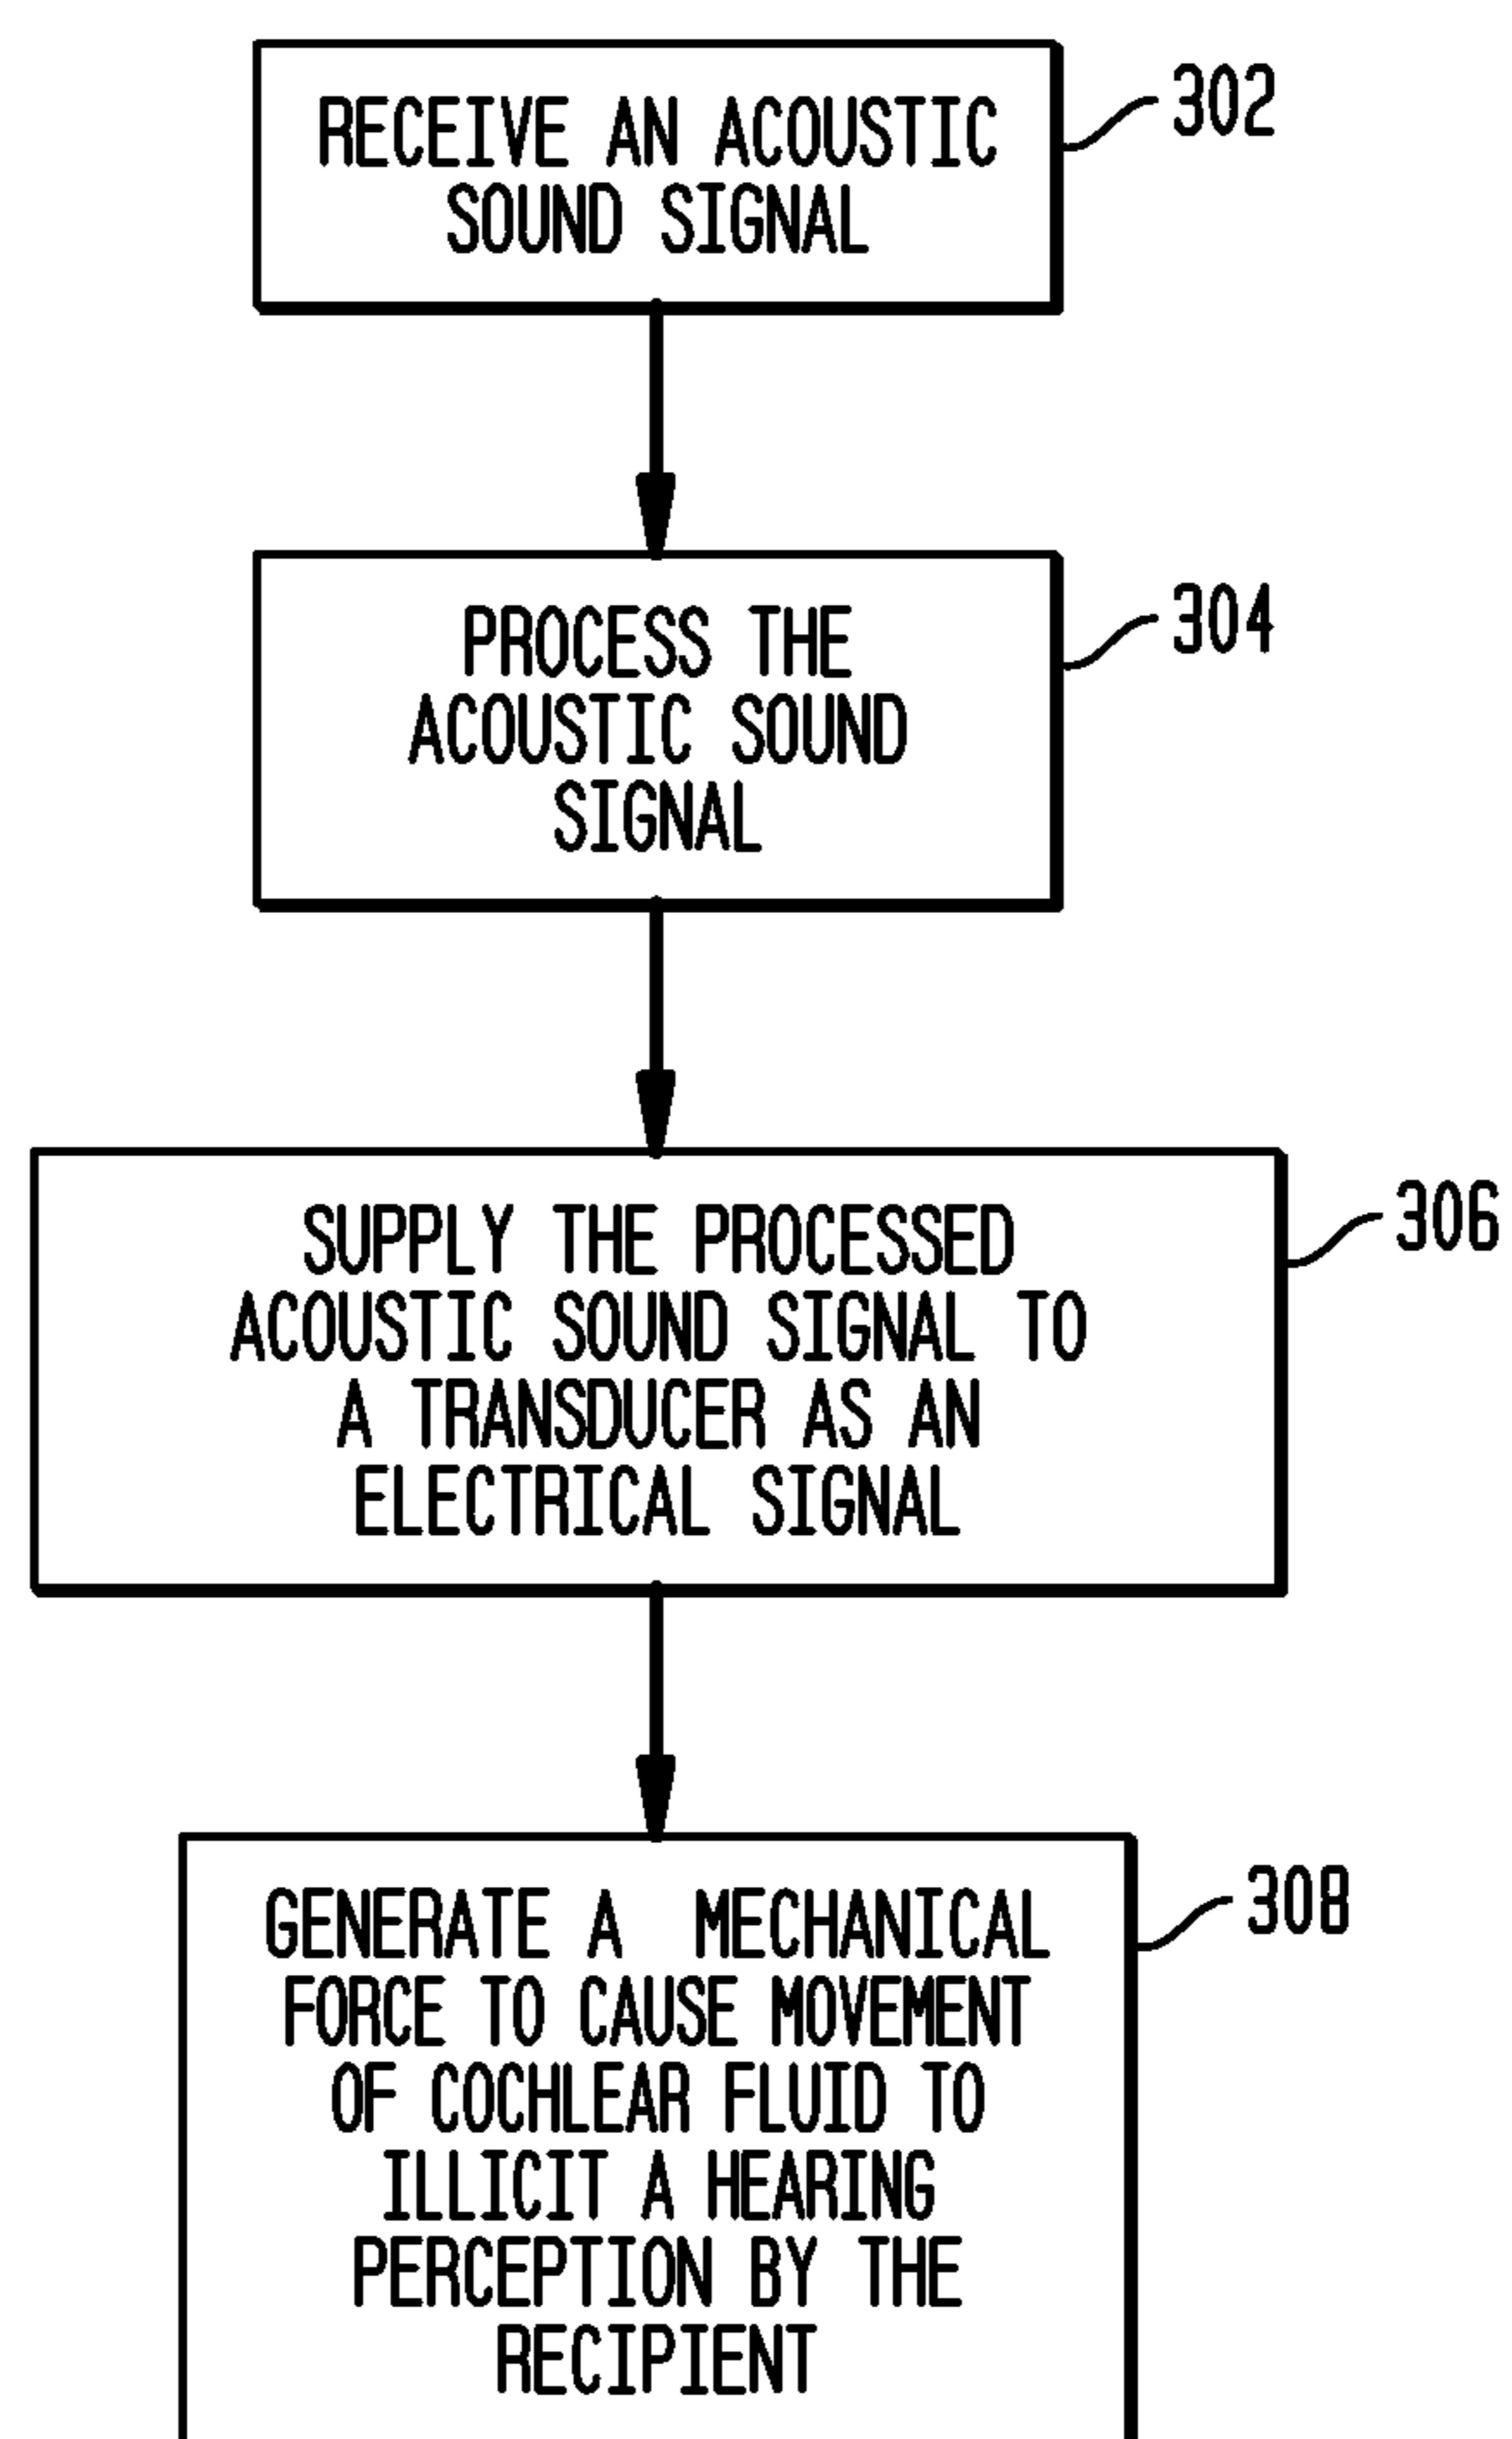 RECEIVE AN ACOUSTIC
SOUND SIGNAL
302
PROCESS THE
ACOUSTIC SOUND
SIGNAL
304
SUPPLY THE PROCESSED
ACOUSTIC SOUND SIGNAL TO
A TRANSDUCER AS AN
ELECTRICAL SIGNAL
306
GENERATE A MECHANICAL
FORCE TO CAUSE MOVEMENT
OF COCHLEAR FLUID TO
ILLICIT A HEARING
PERCEPTION BY THE
RECIPIENT
308